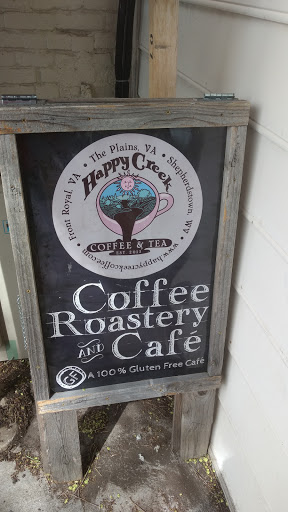 Front Royal, VA • The Plains, VA • Shepherdstown, WV •
www.happycreekcoffee.com
Happy Creek
COFFEE & TEA
Coffee
Roastery
AND Café
GF A 100% Gluten Free Café